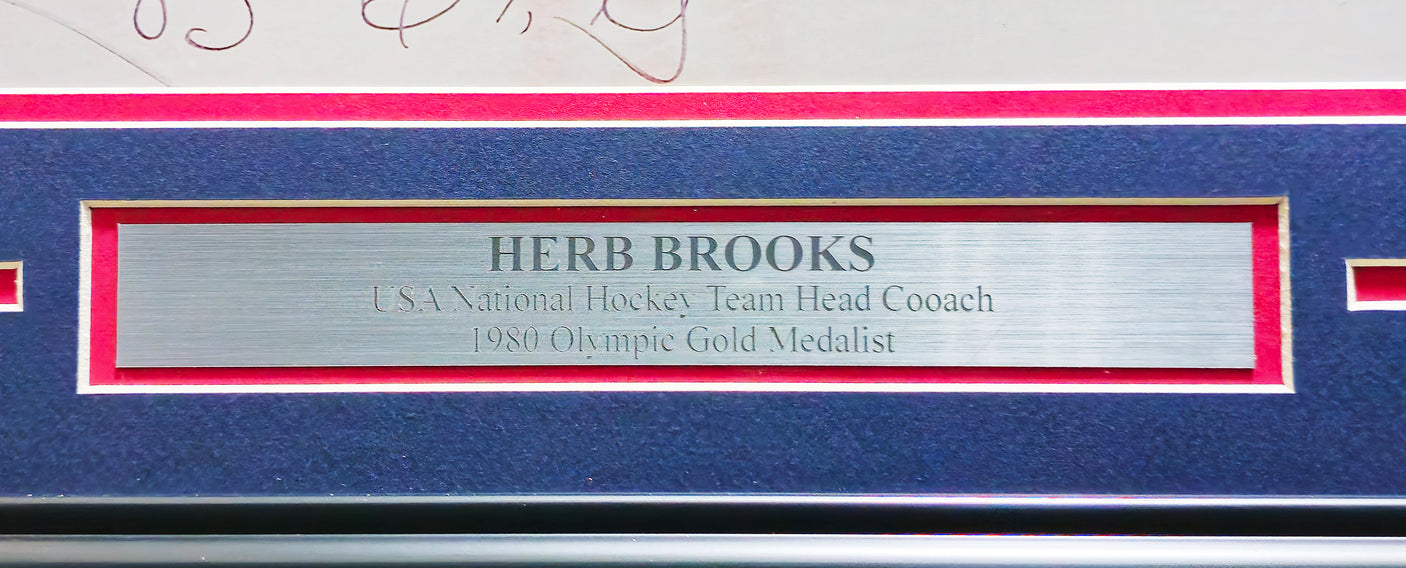 HERB BROOKS
USA National Hockey Team Head Cooach
1980 Olympic Gold Medalist